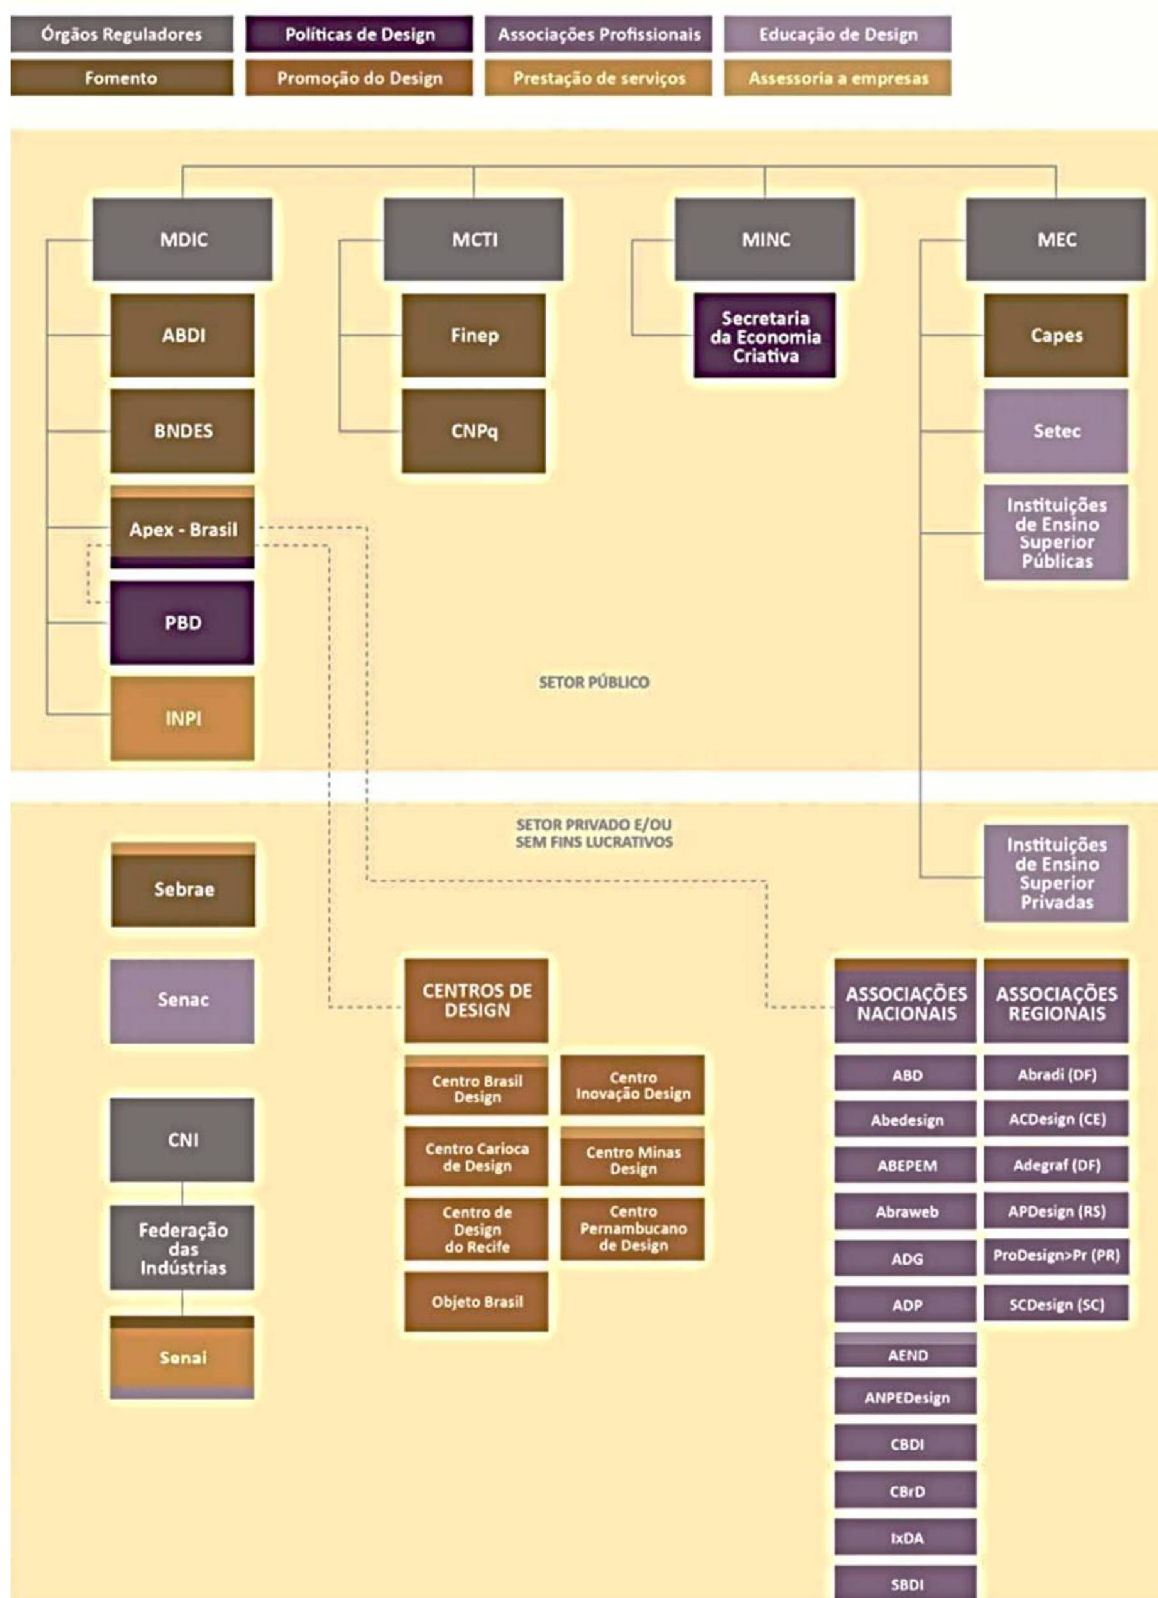 Órgãos Reguladores
Políticas de Design
Associações Profissionais
Educação de Design
Fomento
Promoção do Design
Prestação de serviços
Assessoria a empresas
MDIC
MCTI
MINC
MEC
ABDI
Finep
Secretaria
da Economia
Criativa
Capes
BNDES
CNPq
Setec
Apex - Brasil
Instituições
de Ensino
Superior
Públicas
PBD
SETOR PÚBLICO
INPI
SETOR PRIVADO E/OU
SEM FINS LUCRATIVOS
Instituições
de Ensino
Superior
Privadas
Sebrae
Senac
CENTROS DE
DESIGN
ASSOCIAÇÕES
NACIONAIS
ASSOCIAÇÕES
REGIONAIS
CNI
Federação
das
Indústrias
Senai
Centro Brasil
Design
Centro
Inovação Design
Centro Carioca
de Design
Centro Minas
Design
Centro de
Design
do Recife
Centro
Pernambucano
de Design
Objeto Brasil
ABD
Abradi (DF)
Abedesign
ACDesign (CE)
ABEPEM
Adegraf (DF)
Abraweb
APDesign (RS)
ADG
ProDesign>Pr (PR)
ADP
SCDesign (SC)
AEND
ANPEDesign
CBDI
CBrD
IxDA
SBDI